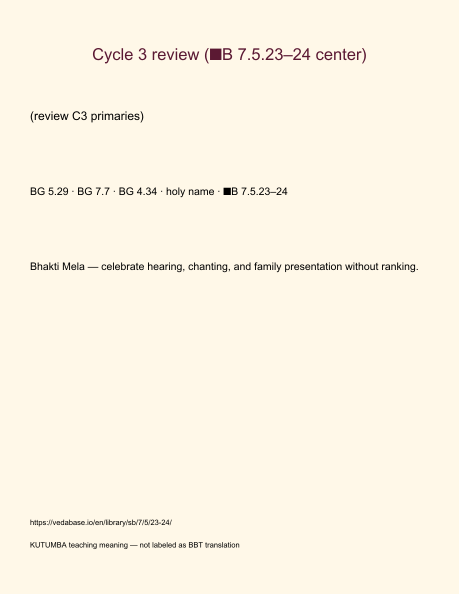 Cycle 3 review (■B 7.5.23–24 center)
(review C3 primaries)
BG 5.29 · BG 7.7 · BG 4.34 · holy name · ■B 7.5.23–24
Bhakti Mela — celebrate hearing, chanting, and family presentation without ranking.
https://vedabase.io/en/library/sb/7/5/23-24/
KUTUMBA teaching meaning — not labeled as BBT translation